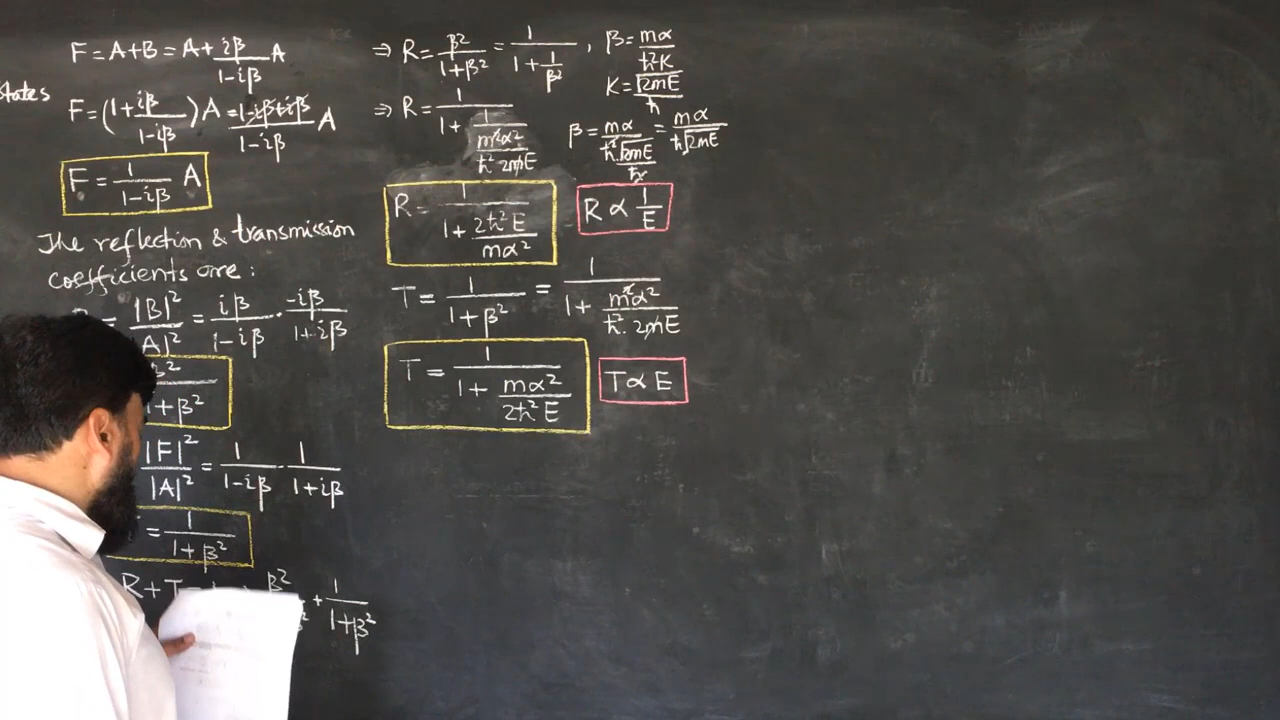 F = A+B = A + iβ/(1-iβ) A
states
F = (1 + iβ/(1-iβ)) A = (1-iβ+iβ)/(1-iβ) A
F = 1/(1-iβ) A
The reflection & transmission
coefficients are:
= |B|²/|A|² = iβ/(1-iβ) · -iβ/(1+iβ)
β²/(1+β²)
|F|²/|A|² = 1/(1-iβ) · 1/(1+iβ)
= 1/(1+β²)
R+T = β² + 1/(1+β²)
⇒ R = β²/(1+β²) = 1/(1 + 1/β²), β = mα/(ħ²K)
K = √(2mE)/ħ
⇒ R = 1/(1 + 1/(m²α²/(ħ²·2mE)))
β = mα/(ħ²·√(2mE)/ħ) = mα/(ħ√(2mE))
R = 1/(1 + 2ħ²E/(mα²))
R ∝ 1/E
T = 1/(1+β²) = 1/(1 + m²α²/(ħ²·2mE))
T = 1/(1 + mα²/(2ħ²E))
T ∝ E